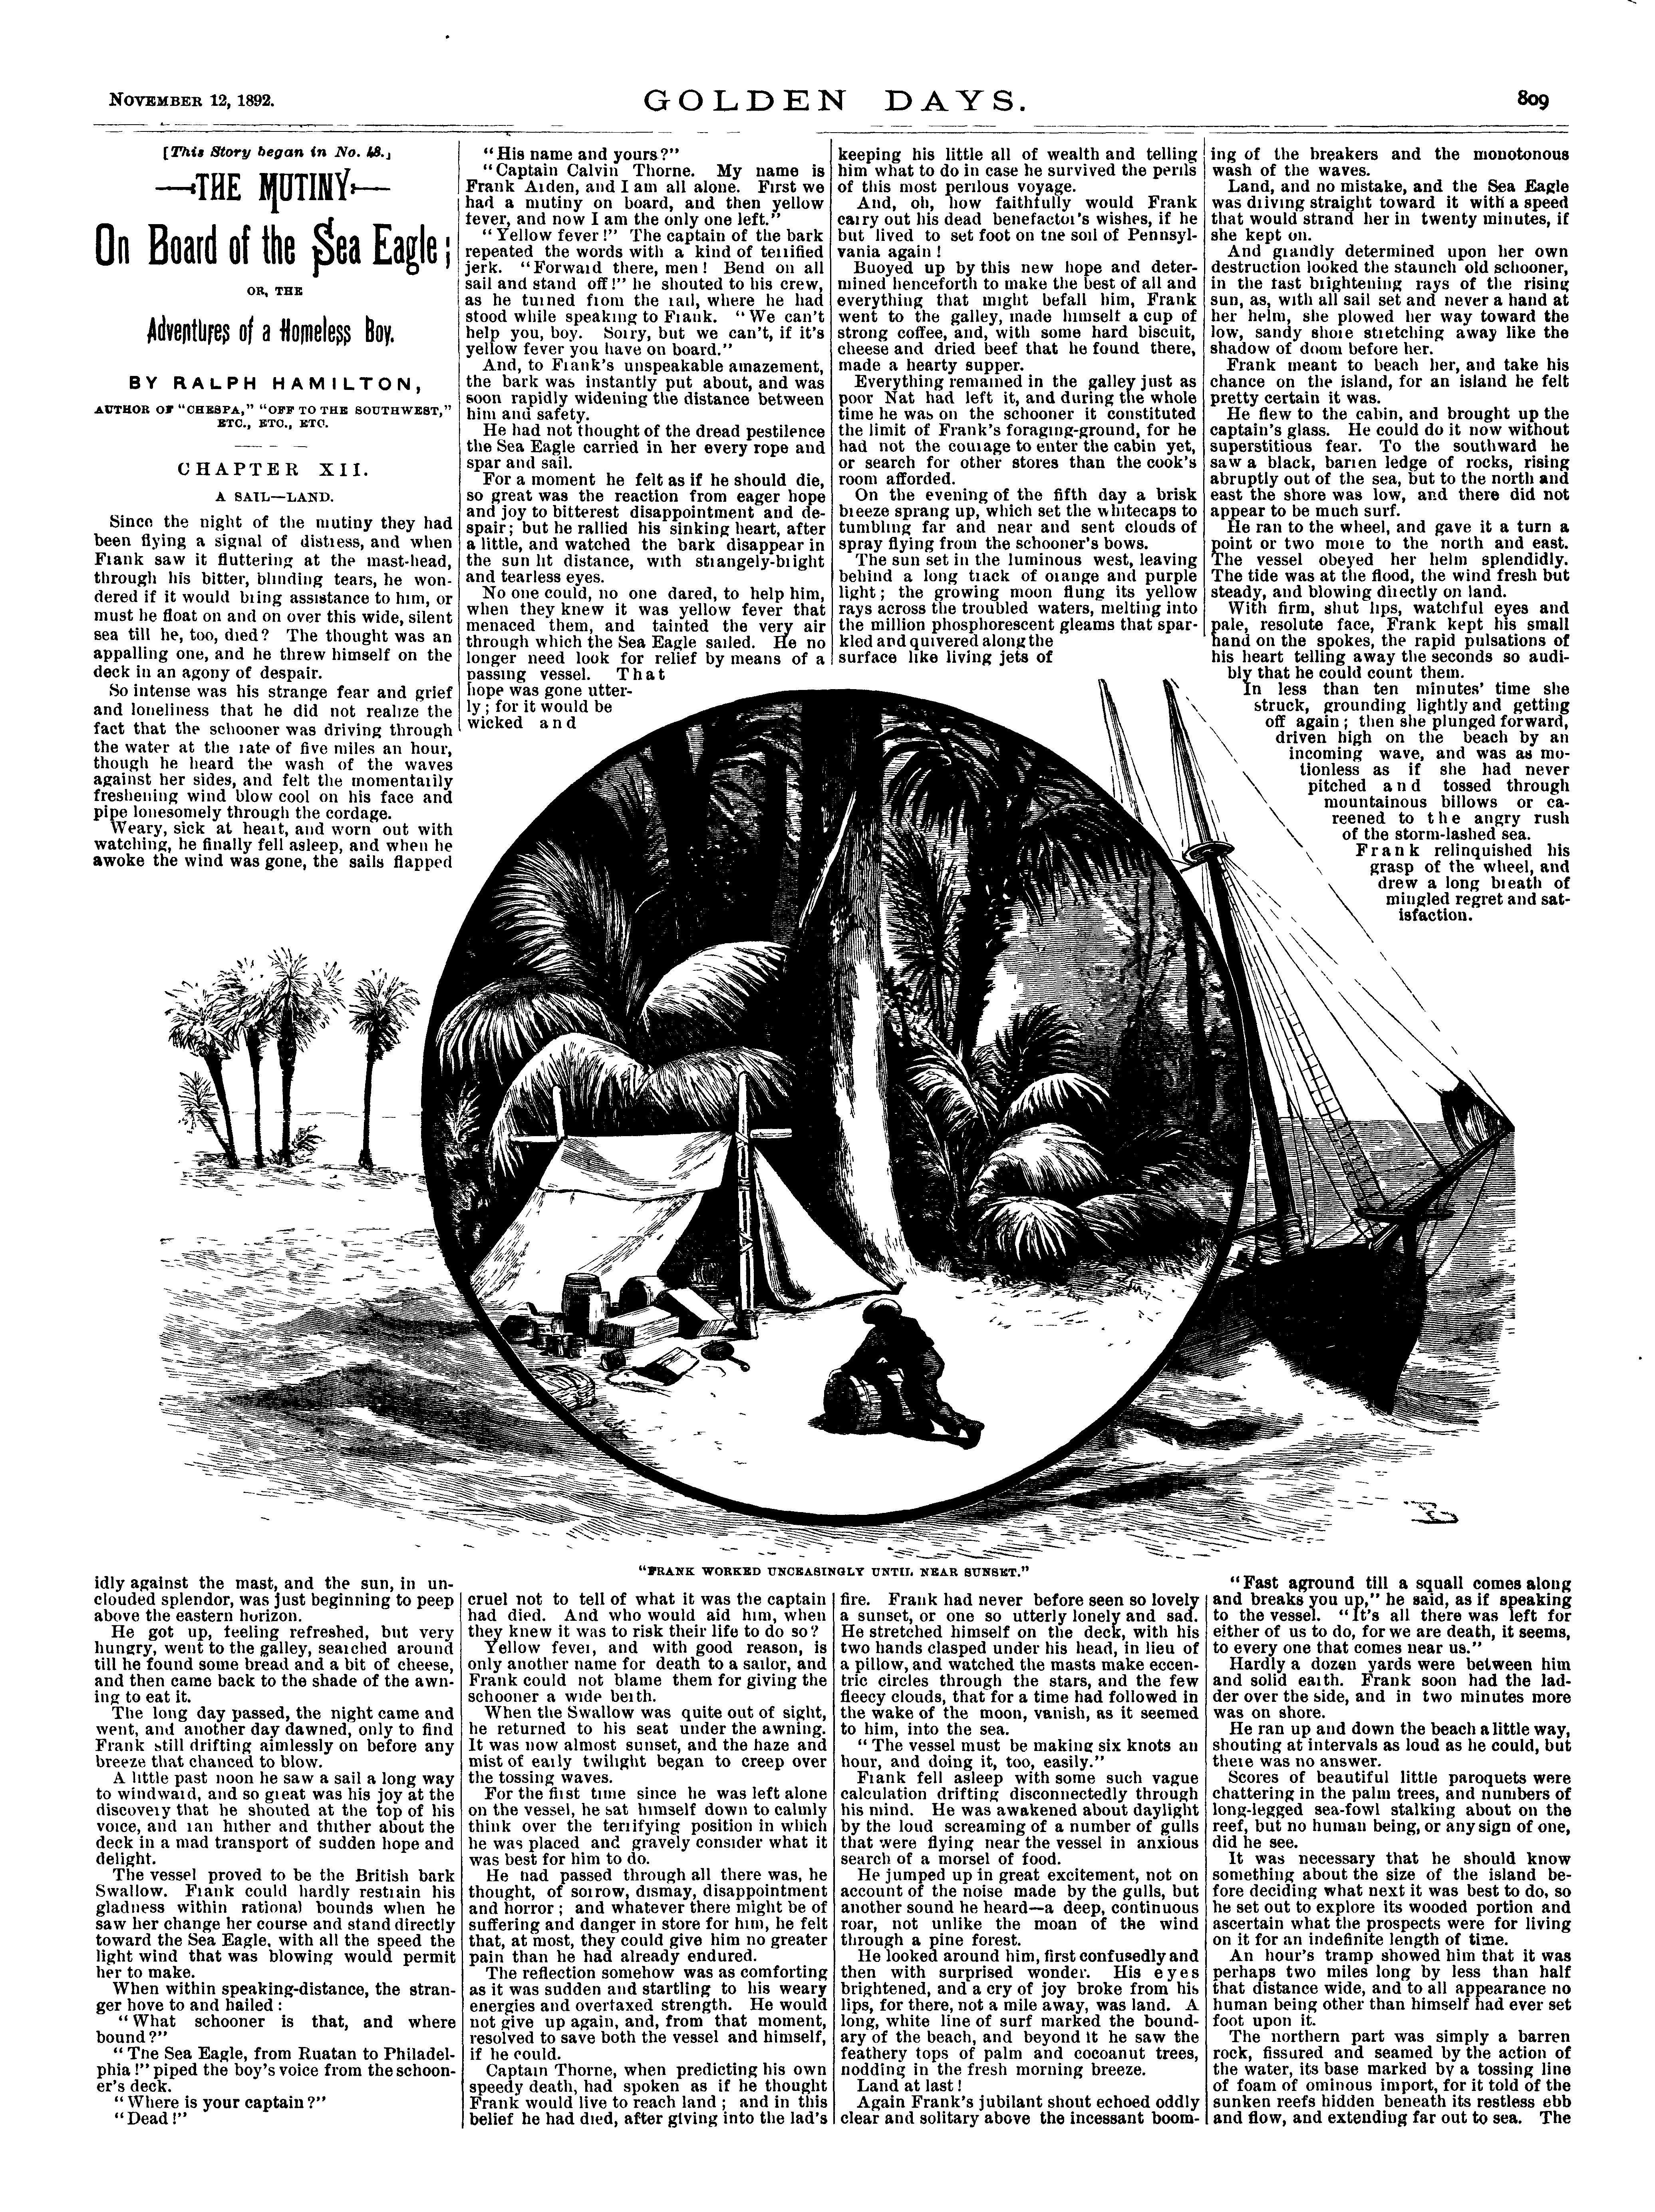 NOVEMBER 12, 1892.
GOLDEN DAYS.
809
[This Story began in No. 48.]
THE MUTINY
On Board of the Sea Eagle;
OR, THE
Adventures of a Homeless Boy.
BY RALPH HAMILTON,
AUTHOR OF "CHESPA," "OFF TO THE SOUTHWEST,"
ETC., ETC., ETC.
CHAPTER XII.
A SAIL—LAND.
Since the night of the mutiny they had
been flying a signal of distress, and when
Frank saw it fluttering at the mast-head,
through his bitter, blinding tears, he won-
dered if it would bring assistance to him, or
must he float on and on over this wide, silent
sea till he, too, died? The thought was an
appalling one, and he threw himself on the
deck in an agony of despair.
So intense was his strange fear and grief
and loneliness that he did not realize the
fact that the schooner was driving through
the water at the rate of five miles an hour,
though he heard the wash of the waves
against her sides, and felt the momentarily
freshening wind blow cool on his face and
pipe lonesomely through the cordage.
Weary, sick at heart, and worn out with
watching, he finally fell asleep, and when he
awoke the wind was gone, the sails flapped
idly against the mast, and the sun, in un-
clouded splendor, was just beginning to peep
above the eastern horizon.
He got up, feeling refreshed, but very
hungry, went to the galley, searched around
till he found some bread and a bit of cheese,
and then came back to the shade of the awn-
ing to eat it.
The long day passed, the night came and
went, and another day dawned, only to find
Frank still drifting aimlessly on before any
breeze that chanced to blow.
A little past noon he saw a sail a long way
to windward, and so great was his joy at the
discovery that he shouted at the top of his
voice, and ran hither and thither about the
deck in a mad transport of sudden hope and
delight.
The vessel proved to be the British bark
Swallow. Frank could hardly restrain his
gladness within rational bounds when he
saw her change her course and stand directly
toward the Sea Eagle, with all the speed the
light wind that was blowing would permit
her to make.
When within speaking-distance, the stran-
ger hove to and hailed:
"What schooner is that, and where
bound?"
"The Sea Eagle, from Ruatan to Philadel-
phia!" piped the boy's voice from the schoon-
er's deck.
"Where is your captain?"
"Dead!"
"His name and yours?"
"Captain Calvin Thorne. My name is
Frank Arden, and I am all alone. First we
had a mutiny on board, and then yellow
fever, and now I am the only one left."
"Yellow fever!" The captain of the bark
repeated the words with a kind of terrified
jerk. "Forward there, men! Bend on all
sail and stand off!" he shouted to his crew,
as he turned from the rail, where he had
stood while speaking to Frank. "We can't
help you, boy. Sorry, but we can't, if it's
yellow fever you have on board."
And, to Frank's unspeakable amazement,
the bark was instantly put about, and was
soon rapidly widening the distance between
him and safety.
He had not thought of the dread pestilence
the Sea Eagle carried in her every rope and
spar and sail.
For a moment he felt as if he should die,
so great was the reaction from eager hope
and joy to bitterest disappointment and de-
spair; but he rallied his sinking heart, after
a little, and watched the bark disappear in
the sun lit distance, with strangely-bright
and tearless eyes.
No one could, no one dared, to help him,
when they knew it was yellow fever that
menaced them, and tainted the very air
through which the Sea Eagle sailed. He no
longer need look for relief by means of a
passing vessel. That
hope was gone utter-
ly; for it would be
wicked and
cruel not to tell of what it was the captain
had died. And who would aid him, when
they knew it was to risk their life to do so?
Yellow fever, and with good reason, is
only another name for death to a sailor, and
Frank could not blame them for giving the
schooner a wide berth.
When the Swallow was quite out of sight,
he returned to his seat under the awning.
It was now almost sunset, and the haze and
mist of early twilight began to creep over
the tossing waves.
For the first time since he was left alone
on the vessel, he sat himself down to calmly
think over the terrifying position in which
he was placed and gravely consider what it
was best for him to do.
He had passed through all there was, he
thought, of sorrow, dismay, disappointment
and horror; and whatever there might be of
suffering and danger in store for him, he felt
that, at most, they could give him no greater
pain than he had already endured.
The reflection somehow was as comforting
as it was sudden and startling to his weary
energies and overtaxed strength. He would
not give up again, and, from that moment,
resolved to save both the vessel and himself,
if he could.
Captain Thorne, when predicting his own
speedy death, had spoken as if he thought
Frank would live to reach land; and in this
belief he had died, after giving into the lad's
keeping his little all of wealth and telling
him what to do in case he survived the perils
of this most perilous voyage.
And, oh, how faithfully would Frank
carry out his dead benefactor's wishes, if he
but lived to set foot on the soil of Pennsyl-
vania again!
Buoyed up by this new hope and deter-
mined henceforth to make the best of all and
everything that might befall him, Frank
went to the galley, made himself a cup of
strong coffee, and, with some hard biscuit,
cheese and dried beef that he found there,
made a hearty supper.
Everything remained in the galley just as
poor Nat had left it, and during the whole
time he was on the schooner it constituted
the limit of Frank's foraging-ground, for he
had not the courage to enter the cabin yet,
or search for other stores than the cook's
room afforded.
On the evening of the fifth day a brisk
breeze sprang up, which set the whitecaps to
tumbling far and near and sent clouds of
spray flying from the schooner's bows.
The sun set in the luminous west, leaving
behind a long track of orange and purple
light; the growing moon flung its yellow
rays across the troubled waters, melting into
the million phosphorescent gleams that spar-
kled and quivered along the
surface like living jets of
fire. Frank had never before seen so lovely
a sunset, or one so utterly lonely and sad.
He stretched himself on the deck, with his
two hands clasped under his head, in lieu of
a pillow, and watched the masts make eccen-
tric circles through the stars, and the few
fleecy clouds, that for a time had followed in
the wake of the moon, vanish, as it seemed
to him, into the sea.
"The vessel must be making six knots an
hour, and doing it, too, easily."
Frank fell asleep with some such vague
calculation drifting disconnectedly through
his mind. He was awakened about daylight
by the loud screaming of a number of gulls
that were flying near the vessel in anxious
search of a morsel of food.
He jumped up in great excitement, not on
account of the noise made by the gulls, but
another sound he heard—a deep, continuous
roar, not unlike the moan of the wind
through a pine forest.
He looked around him, first confusedly and
then with surprised wonder. His eyes
brightened, and a cry of joy broke from his
lips, for there, not a mile away, was land. A
long, white line of surf marked the bound-
ary of the beach, and beyond it he saw the
feathery tops of palm and cocoanut trees,
nodding in the fresh morning breeze.
Land at last!
Again Frank's jubilant shout echoed oddly
clear and solitary above the incessant boom-
ing of the breakers and the monotonous
wash of the waves.
Land, and no mistake, and the Sea Eagle
was driving straight toward it with a speed
that would strand her in twenty minutes, if
she kept on.
And grandly determined upon her own
destruction looked the staunch old schooner,
in the fast brightening rays of the rising
sun, as, with all sail set and never a hand at
her helm, she plowed her way toward the
low, sandy shore stretching away like the
shadow of doom before her.
Frank meant to beach her, and take his
chance on the island, for an island he felt
pretty certain it was.
He flew to the cabin, and brought up the
captain's glass. He could do it now without
superstitious fear. To the southward he
saw a black, barren ledge of rocks, rising
abruptly out of the sea, but to the north and
east the shore was low, and there did not
appear to be much surf.
He ran to the wheel, and gave it a turn a
point or two more to the north and east.
The vessel obeyed her helm splendidly.
The tide was at the flood, the wind fresh but
steady, and blowing directly on land.
With firm, shut lips, watchful eyes and
pale, resolute face, Frank kept his small
hand on the spokes, the rapid pulsations of
his heart telling away the seconds so audi-
bly that he could count them.
In less than ten minutes' time she
struck, grounding lightly and getting
off again; then she plunged forward,
driven high on the beach by an
incoming wave, and was as mo-
tionless as if she had never
pitched and tossed through
mountainous billows or ca-
reened to the angry rush
of the storm-lashed sea.
Frank relinquished his
grasp of the wheel, and
drew a long breath of
mingled regret and sat-
isfaction.
"Fast aground till a squall comes along
and breaks you up," he said, as if speaking
to the vessel. "It's all there was left for
either of us to do, for we are death, it seems,
to every one that comes near us."
Hardly a dozen yards were between him
and solid earth. Frank soon had the lad-
der over the side, and in two minutes more
was on shore.
He ran up and down the beach a little way,
shouting at intervals as loud as he could, but
there was no answer.
Scores of beautiful little paroquets were
chattering in the palm trees, and numbers of
long-legged sea-fowl stalking about on the
reef, but no human being, or any sign of one,
did he see.
It was necessary that he should know
something about the size of the island be-
fore deciding what next it was best to do, so
he set out to explore its wooded portion and
ascertain what the prospects were for living
on it for an indefinite length of time.
An hour's tramp showed him that it was
perhaps two miles long by less than half
that distance wide, and to all appearance no
human being other than himself had ever set
foot upon it.
The northern part was simply a barren
rock, fissured and seamed by the action of
the water, its base marked by a tossing line
of foam of ominous import, for it told of the
sunken reefs hidden beneath its restless ebb
and flow, and extending far out to sea. The
"FRANK WORKED UNCEASINGLY UNTIL NEAR SUNSET."